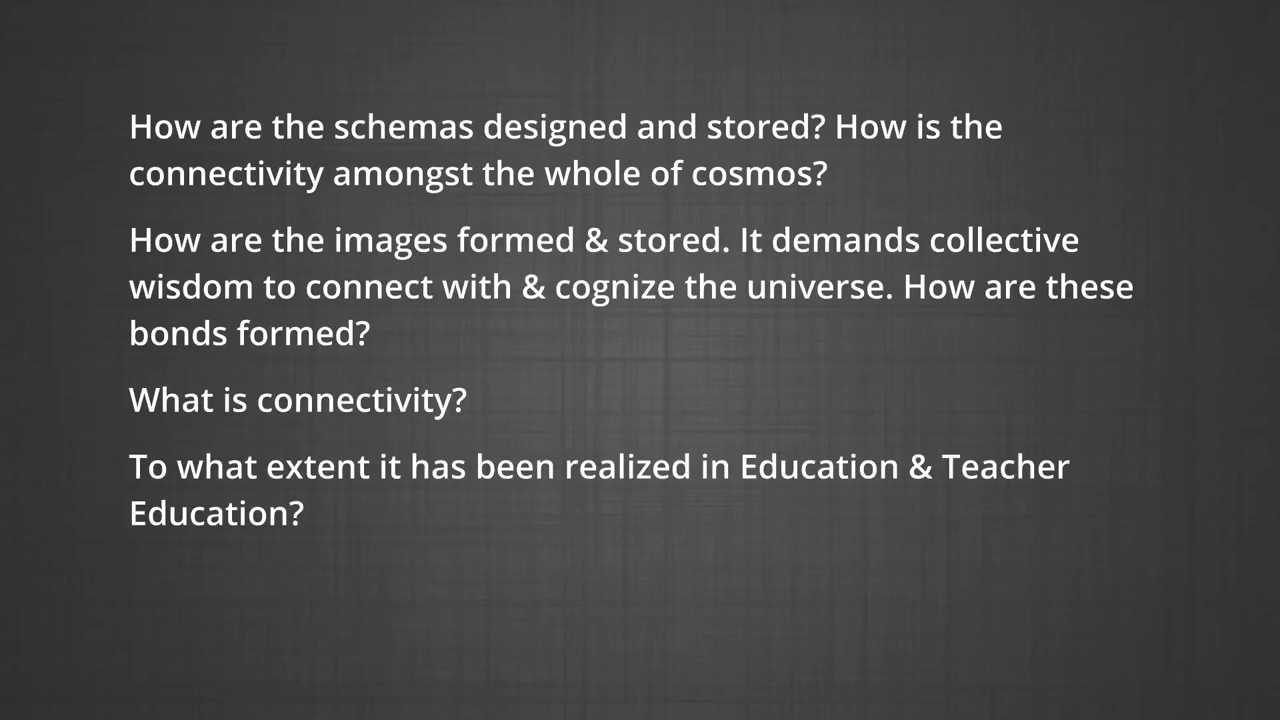 How are the schemas designed and stored? How is the
connectivity amongst the whole of cosmos?
How are the images formed & stored. It demands collective
wisdom to connect with & cognize the universe. How are these
bonds formed?
What is connectivity?
To what extent it has been realized in Education & Teacher
Education?